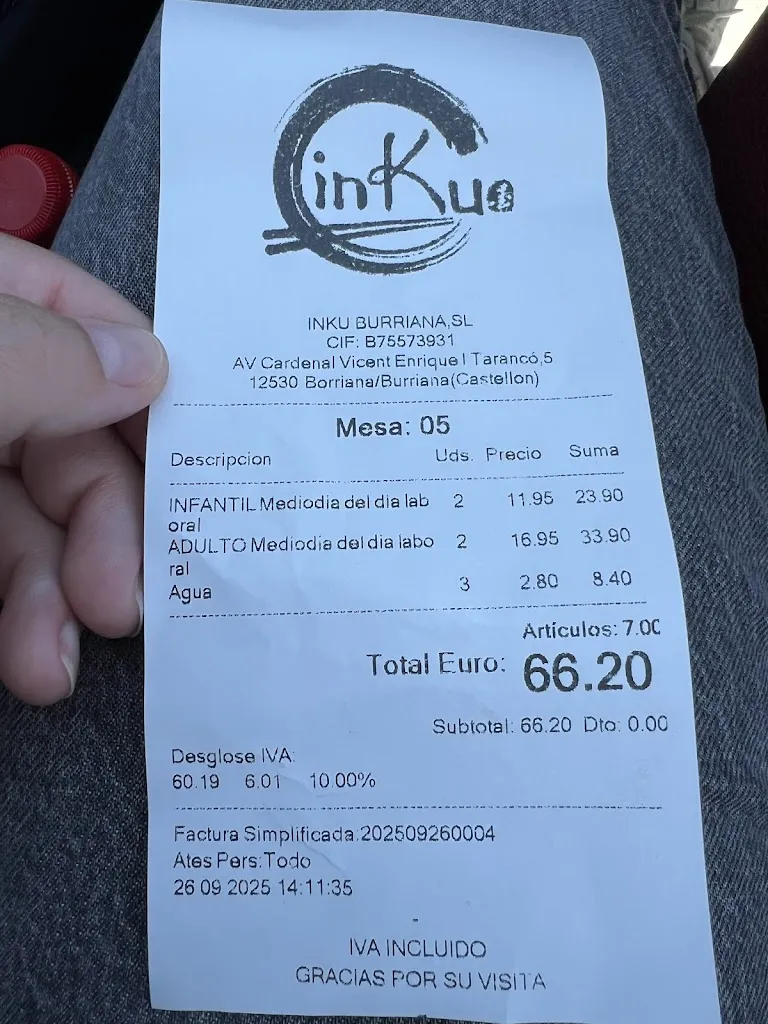 inKuo
INKU BURRIANA,SL
CIF: B75573931
AV Cardenal Vicent Enrique I Tarancó,5
12530 Borriana/Burriana(Castellon)
Mesa: 05
Descripcion Uds. Precio Suma
INFANTIL Mediodia del dia lab 2 11.95 23.90
oral
ADULTO Mediodia del dia labo 2 16.95 33.90
ral
Agua 3 2.80 8.40
Articulos: 7.00
Total Euro: 66.20
Subtotal: 66.20 Dto: 0.00
Desglose IVA:
60.19 6.01 10.00%
Factura Simplificada:202509260004
Ates Pers:Todo
26 09 2025 14:11:35
IVA INCLUIDO
GRACIAS POR SU VISITA